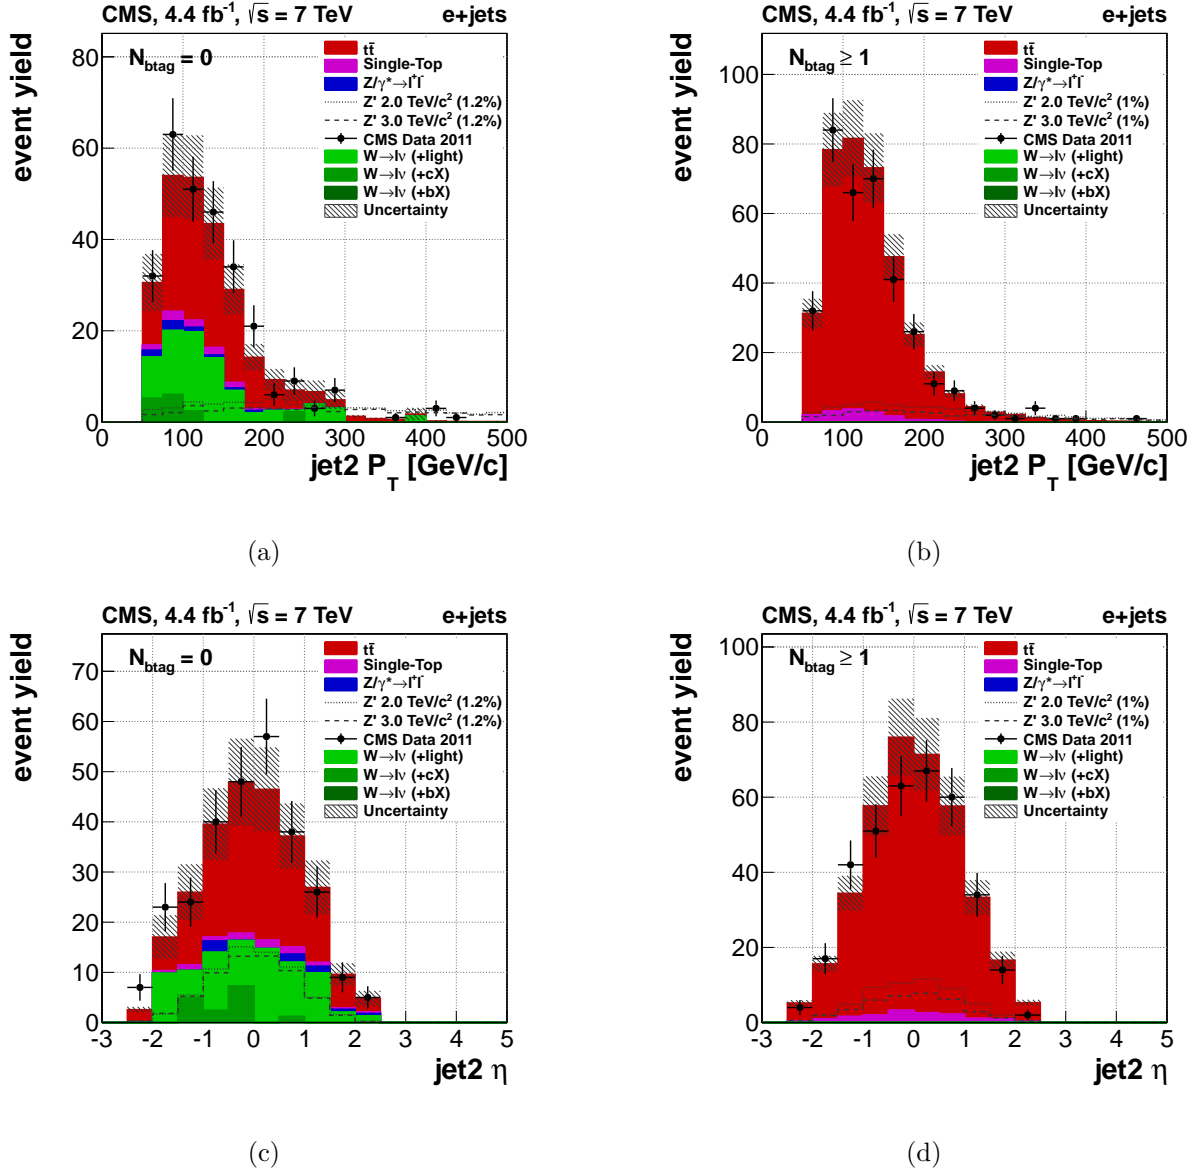 CMS, 4.4 fb⁻¹, √s = 7 TeV e+jets
event yield
N_btag = 0
tt̄
Single-Top
Z/γ*→l⁺l⁻
Z' 2.0 TeV/c² (1.2%)
Z' 3.0 TeV/c² (1.2%)
CMS Data 2011
W→lν (+light)
W→lν (+cX)
W→lν (+bX)
Uncertainty
80
60
40
20
0
0 100 200 300 400 500
jet2 P_T [GeV/c]
(a)
CMS, 4.4 fb⁻¹, √s = 7 TeV e+jets
event yield
N_btag ≥ 1
tt̄
Single-Top
Z/γ*→l⁺l⁻
Z' 2.0 TeV/c² (1%)
Z' 3.0 TeV/c² (1%)
CMS Data 2011
W→lν (+light)
W→lν (+cX)
W→lν (+bX)
Uncertainty
100
80
60
40
20
0
0 100 200 300 400 500
jet2 P_T [GeV/c]
(b)
CMS, 4.4 fb⁻¹, √s = 7 TeV e+jets
event yield
N_btag = 0
tt̄
Single-Top
Z/γ*→l⁺l⁻
Z' 2.0 TeV/c² (1.2%)
Z' 3.0 TeV/c² (1.2%)
CMS Data 2011
W→lν (+light)
W→lν (+cX)
W→lν (+bX)
Uncertainty
70
60
50
40
30
20
10
0
-3 -2 -1 0 1 2 3 4 5
jet2 η
(c)
CMS, 4.4 fb⁻¹, √s = 7 TeV e+jets
event yield
N_btag ≥ 1
tt̄
Single-Top
Z/γ*→l⁺l⁻
Z' 2.0 TeV/c² (1%)
Z' 3.0 TeV/c² (1%)
CMS Data 2011
W→lν (+light)
W→lν (+cX)
W→lν (+bX)
Uncertainty
100
80
60
40
20
0
-3 -2 -1 0 1 2 3 4 5
jet2 η
(d)